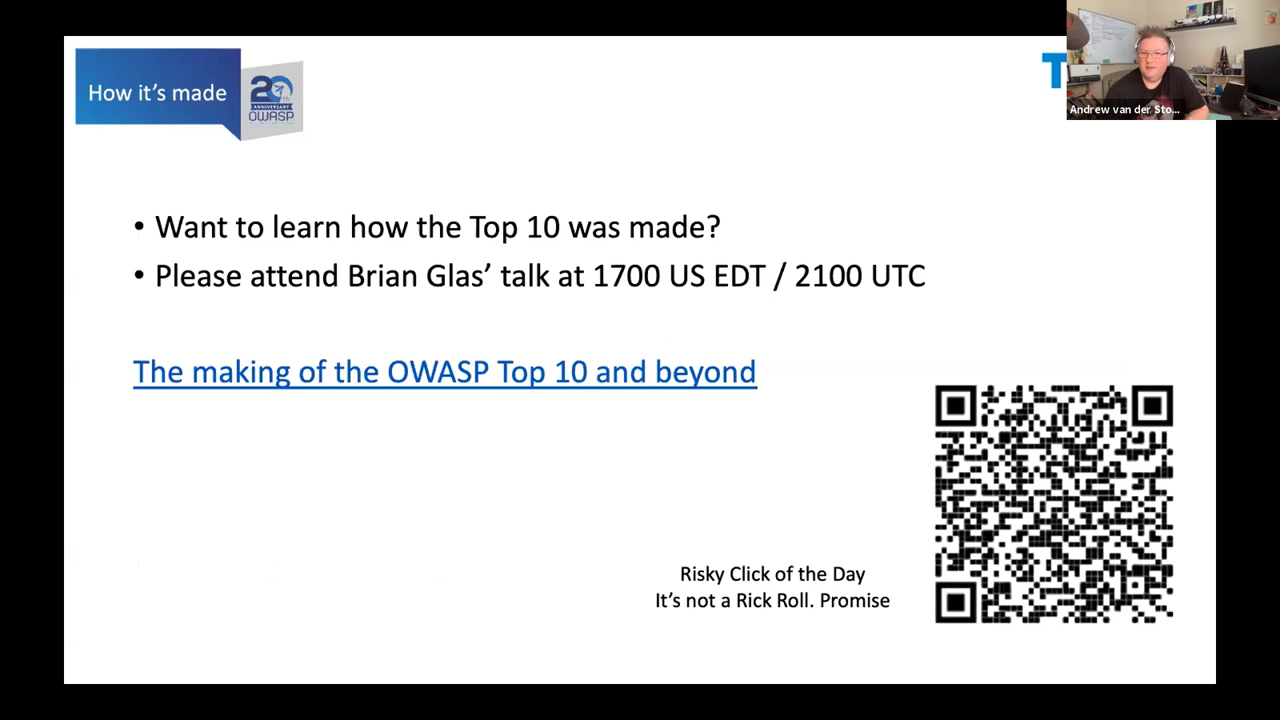 How it's made
20th
ANNIVERSARY
OWASP
T
Andrew van der Sto...
• Want to learn how the Top 10 was made?
• Please attend Brian Glas’ talk at 1700 US EDT / 2100 UTC
The making of the OWASP Top 10 and beyond
Risky Click of the Day
It’s not a Rick Roll. Promise